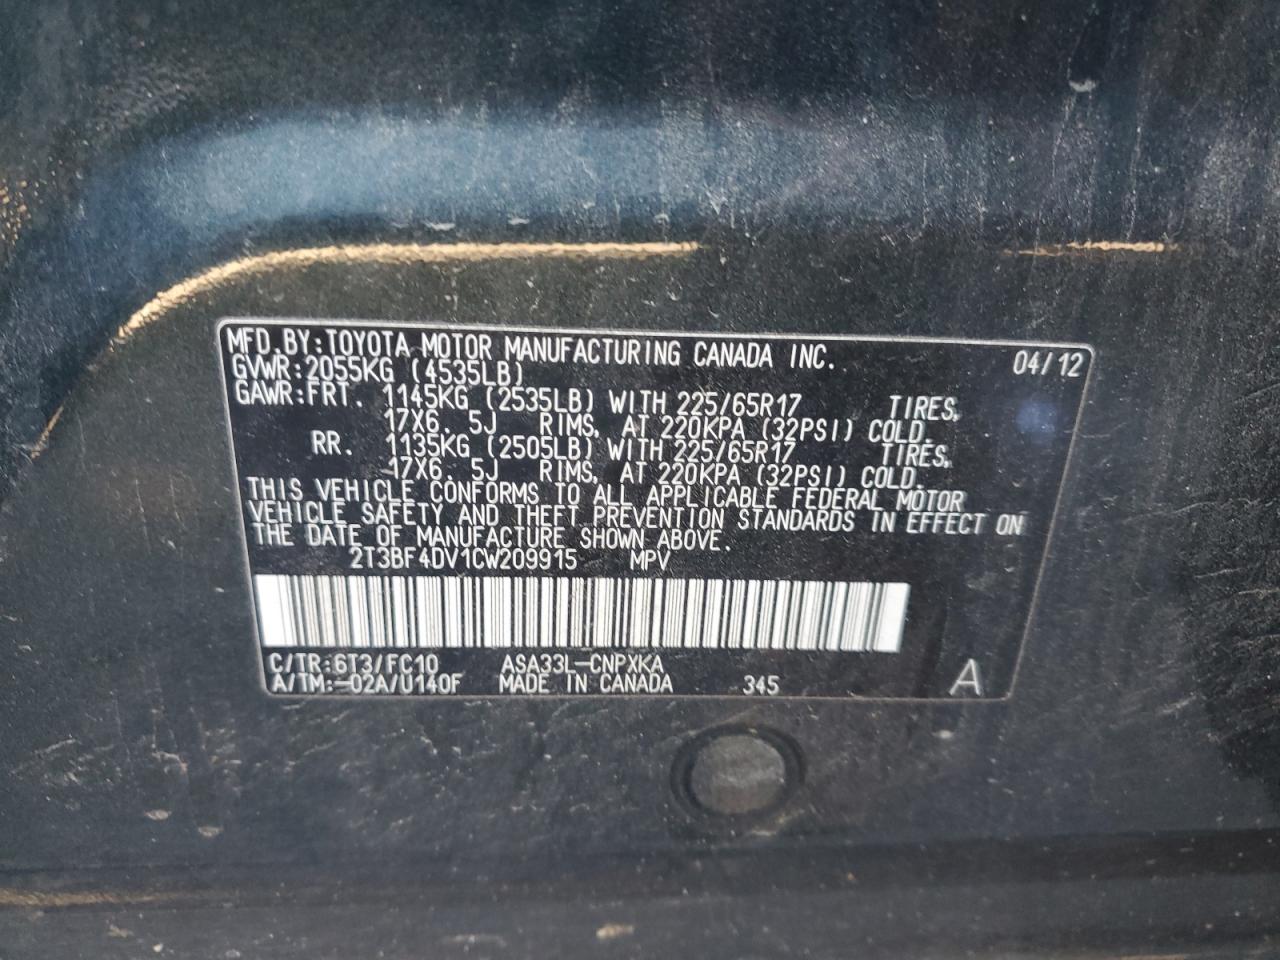 MFD. BY: TOYOTA MOTOR MANUFACTURING CANADA INC. 04/12
GVWR: 2055KG (4535LB)
GAWR: FRT. 1145KG (2535LB) WITH 225/65R17 TIRES,
17X6.5J RIMS, AT 220KPA (32PSI) COLD.
RR. 1135KG (2505LB) WITH 225/65R17 TIRES,
17X6.5J RIMS, AT 220KPA (32PSI) COLD.
THIS VEHICLE CONFORMS TO ALL APPLICABLE FEDERAL MOTOR
VEHICLE SAFETY AND THEFT PREVENTION STANDARDS IN EFFECT ON
THE DATE OF MANUFACTURE SHOWN ABOVE.
2T3BF4DV1CW209915 MPV
C/TR: 6T3/FC10 ASA33L-CNPXKA
A/TM: -02A/U140F MADE IN CANADA 345 A